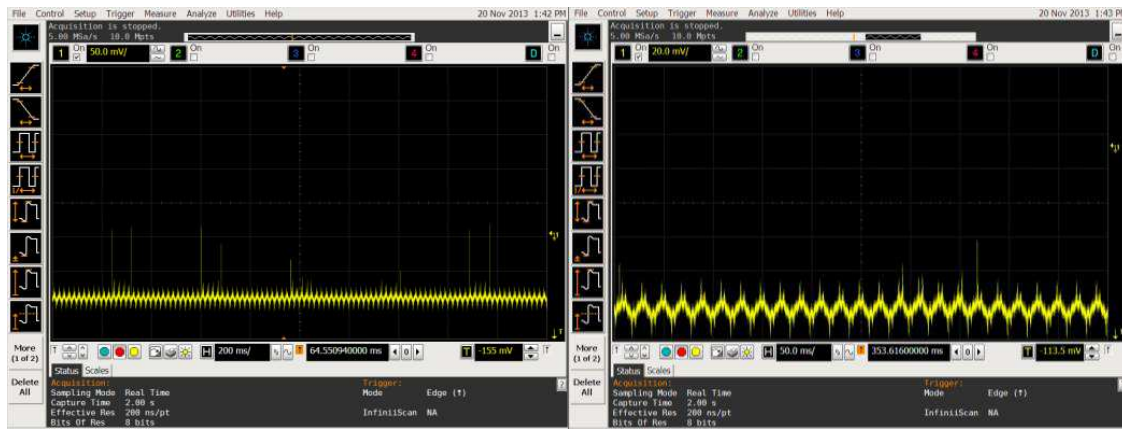 File Control Setup Trigger Measure Analyze Utilities Help 20 Nov 2013 1:42 PM
Acquisition is stopped.
5.00 MSa/s 10.0 Mpts
1 On 50.0 mV/ 2 On 3 On 4 On D
More
(1 of 2)
Delete
All
H 200 ms/ 64.550940000 ms 0 T -155 mV
Status Scales
Acquisition: Trigger:
Sampling Mode Real Time Mode Edge (↑)
Capture Time 2.00 s
Effective Res 200 ns/pt InfiniiScan NA
Bits Of Res 8 bits
File Control Setup Trigger Measure Analyze Utilities Help 20 Nov 2013 1:43 P
Acquisition is stopped.
5.00 MSa/s 10.0 Mpts
1 On 20.0 mV/ 2 On 3 On 4 On D
More
(1 of 2)
Delete
All
H 50.0 ms/ 353.61600000 ms 0 T -113.5 mV
Status Scales
Acquisition: Trigger:
Sampling Mode Real Time Mode Edge (↑)
Capture Time 2.00 s
Effective Res 200 ns/pt InfiniiScan NA
Bits Of Res 8 bits